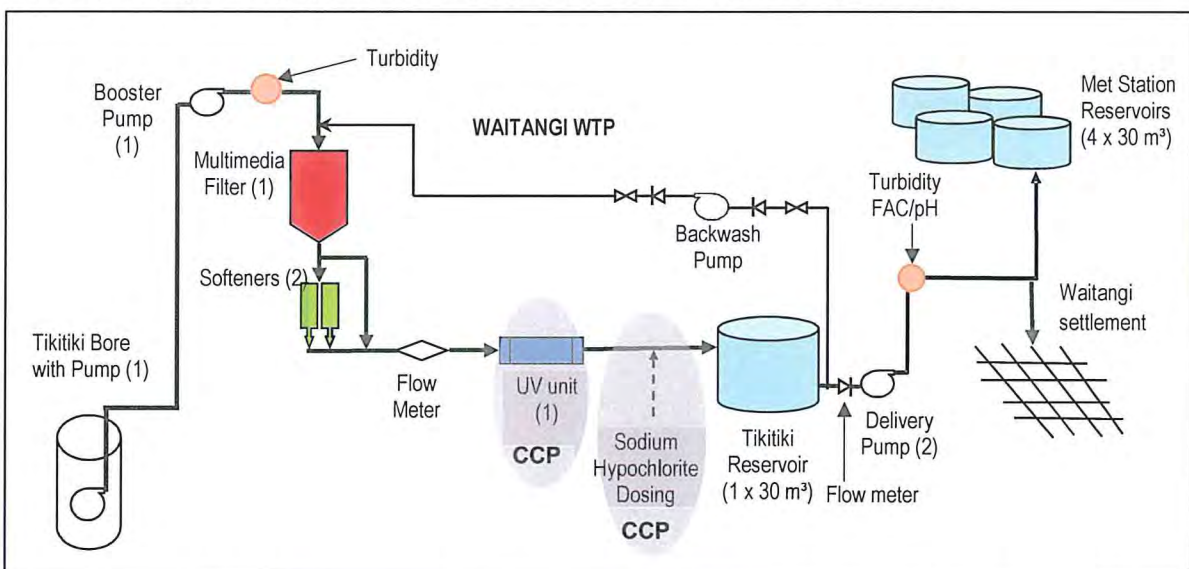 Turbidity
Booster
Pump
(1)
Met Station
Reservoirs
(4 x 30 m³)
WAITANGI WTP
Multimedia
Filter (1)
Turbidity
FAC/pH
Backwash
Pump
Softeners (2)
Waitangi
settlement
Tikitiki Bore
with Pump (1)
Flow
Meter
UV unit
(1)
CCP
Sodium
Hypochlorite
Dosing
CCP
Tikitiki
Reservoir
(1 x 30 m³)
Delivery
Pump (2)
Flow meter